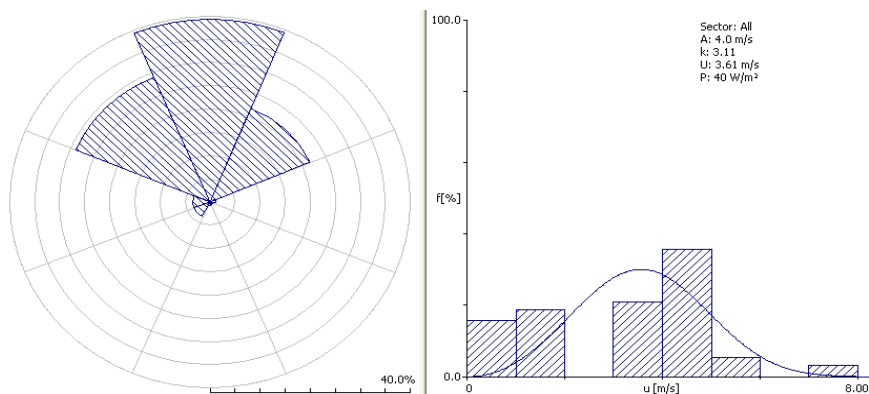 40.0%
100.0
Sector: All
A: 4.0 m/s
k: 3.11
U: 3.61 m/s
P: 40 W/m²
f[%]
0.0
0 u [m/s] 8.00